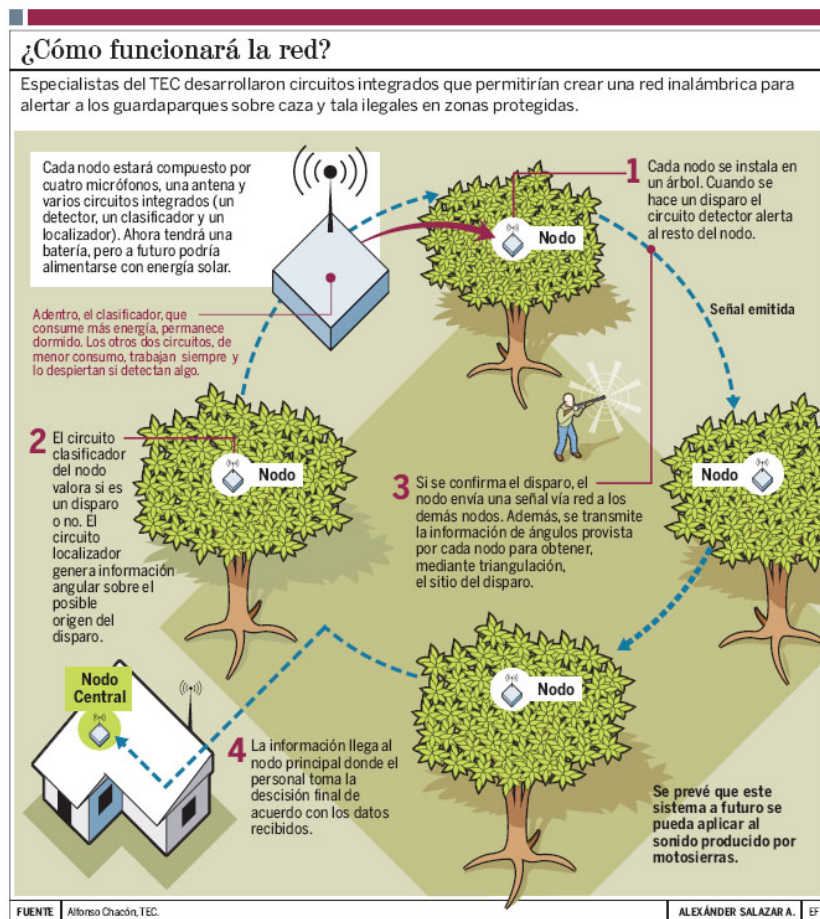 ¿Cómo funcionará la red?
Especialistas del TEC desarrollaron circuitos integrados que permitirían crear una red inalámbrica para
alertar a los guardaparques sobre caza y tala ilegales en zonas protegidas.
Cada nodo estará compuesto por
cuatro micrófonos, una antena y
varios circuitos integrados (un
detector, un clasificador y un
localizador). Ahora tendrá una
batería, pero a futuro podría
alimentarse con energía solar.
Adentro, el clasificador, que
consume más energía, permanece
dormido. Los otros dos circuitos, de
menor consumo, trabajan siempre y
lo despiertan si detectan algo.
Nodo
1
Cada nodo se instala en
un árbol. Cuando se
hace un disparo el
circuito detector alerta
al resto del nodo.
Señal emitida
2
El circuito
clasificador
del nodo
valora si es
un disparo
o no. El
circuito
localizador
genera información
angular sobre el
posible
origen del
disparo.
Nodo
3
Si se confirma el disparo, el
nodo envía una señal vía red a los
demás nodos. Además, se transmite
la información de ángulos provista
por cada nodo para obtener,
mediante triangulación,
el sitio del disparo.
Nodo
Nodo
Nodo
Central
4
La información llega al
nodo principal donde el
personal toma la
descisión final de
acuerdo con los datos
recibidos.
Se prevé que este
sistema a futuro se
pueda aplicar al
sonido producido por
motosierras.
FUENTE Alfonso Chacón, TEC.
ALEXÁNDER SALAZAR A. EF